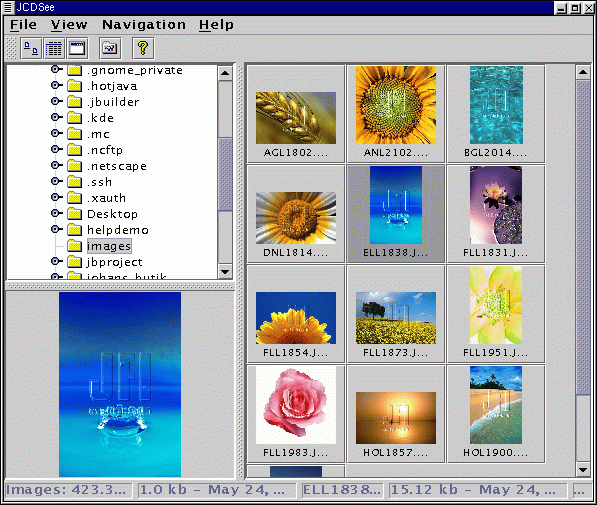 JCDSee
File View Navigation Help
.gnome_private
.hotjava
.jbuilder
.kde
.mc
.ncftp
.netscape
.ssh
.xauth
Desktop
helpdemo
images
jbproject
johans_butik
JFI
AGL1802.... ANL2102.... BGL2014....
DNL1814.... ELL1838.J... FLL1831.J...
FLL1854.J... FLL1873.J... FLL1951.J...
FLL1983.J... HOL1857.... HOL1900....
Images: 423.3... 1.0 kb - May 24, ... ELL1838... 15.12 kb - May 24, ...